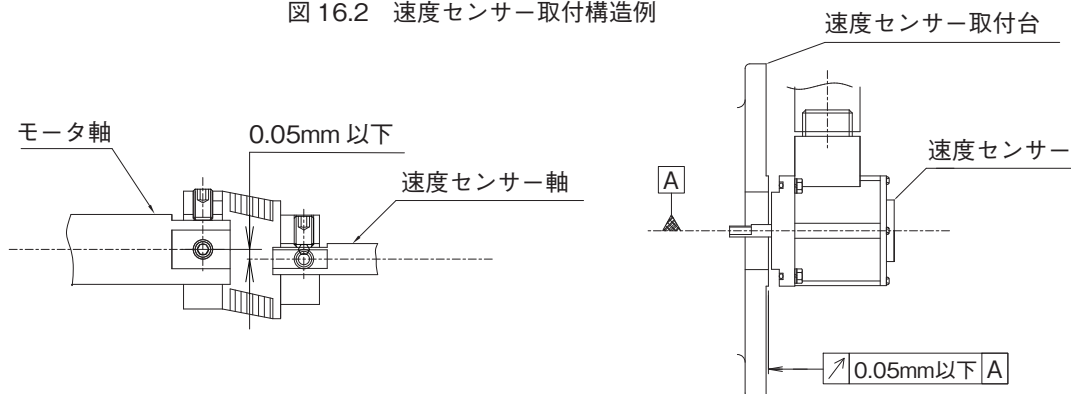 図 16.2 速度センサー取付構造例
速度センサー取付台
モータ軸
0.05mm 以下
速度センサー軸
速度センサー
A
0.05mm以下 A